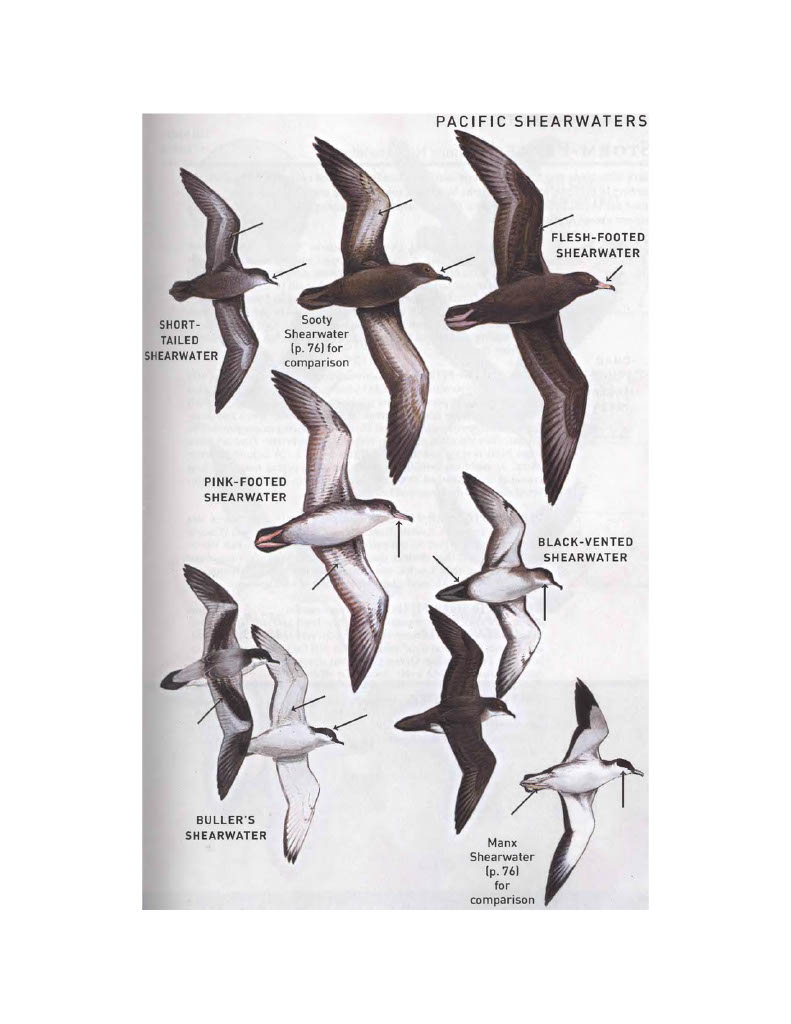 PACIFIC SHEARWATERS
FLESH-FOOTED
SHEARWATER
SHORT-
TAILED
SHEARWATER
Sooty
Shearwater
(p. 76) for
comparison
PINK-FOOTED
SHEARWATER
BLACK-VENTED
SHEARWATER
BULLER'S
SHEARWATER
Manx
Shearwater
(p. 76)
for
comparison